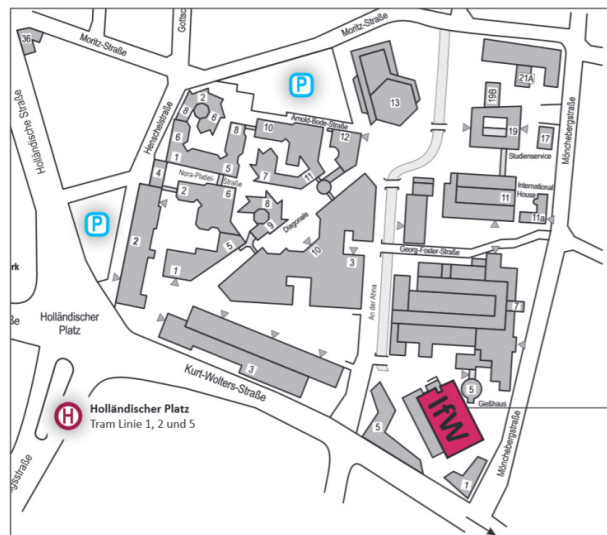 36
Moritz-Straße
Gottsc
Moritz-Straße
Holländische Straße
Henschelstraße
P
Arnold-Bode-Straße
13
21A
19B
19
17
Studienservice
Mönchebergstraße
2
8
6
6
8
10
12
1
5
7
11
4
Nora-Platiel-
Straße
2
6
8
9
Diagonale
International
House
11
11a
P
2
5
10
3
Georg-Foster-Straße
1
An der Ahna
7
rk
ße
Holländischer
Platz
3
Kurt-Wolters-Straße
5
Gießhaus
IfW
H
Holländischer Platz
Tram Linie 1, 2 und 5
5
1
Mönchebergstraße
ngsstraße